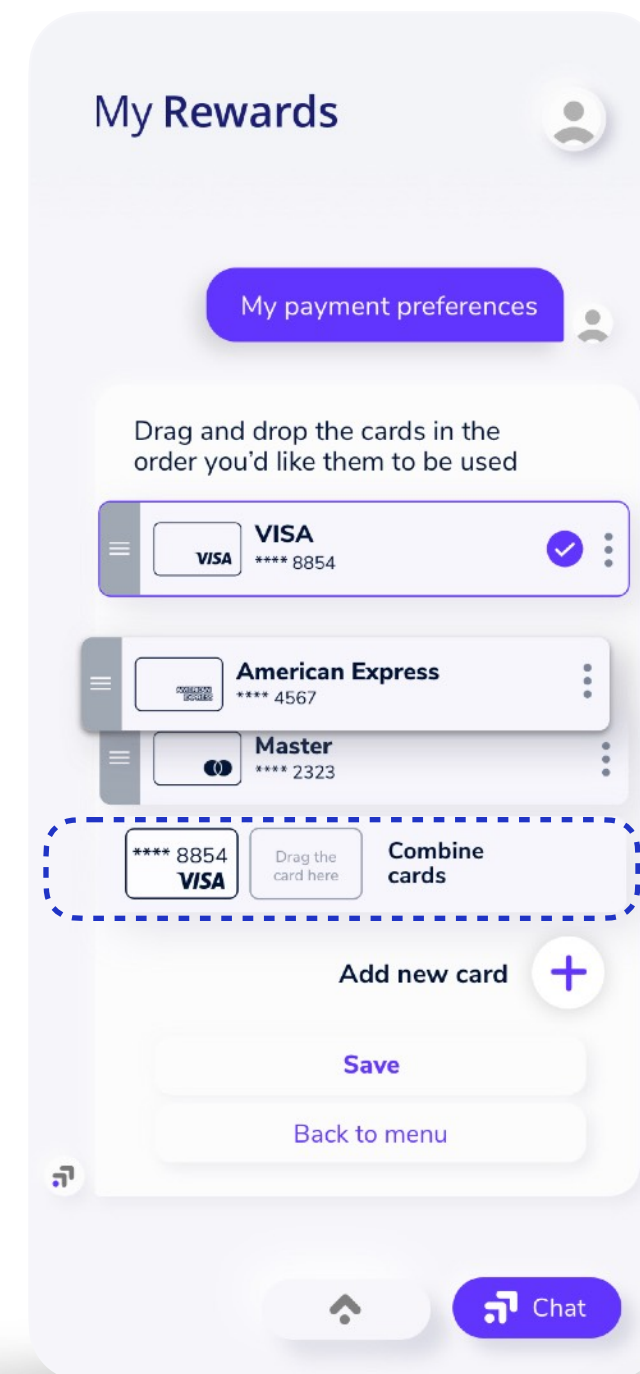 My Rewards
My payment preferences
Drag and drop the cards in the
order you’d like them to be used
VISA
VISA
**** 8854
American Express
AMERICAN
EXPRESS
**** 4567
Master
**** 2323
**** 8854
VISA
Drag the
card here
Combine
cards
Add new card
Save
Back to menu
Chat